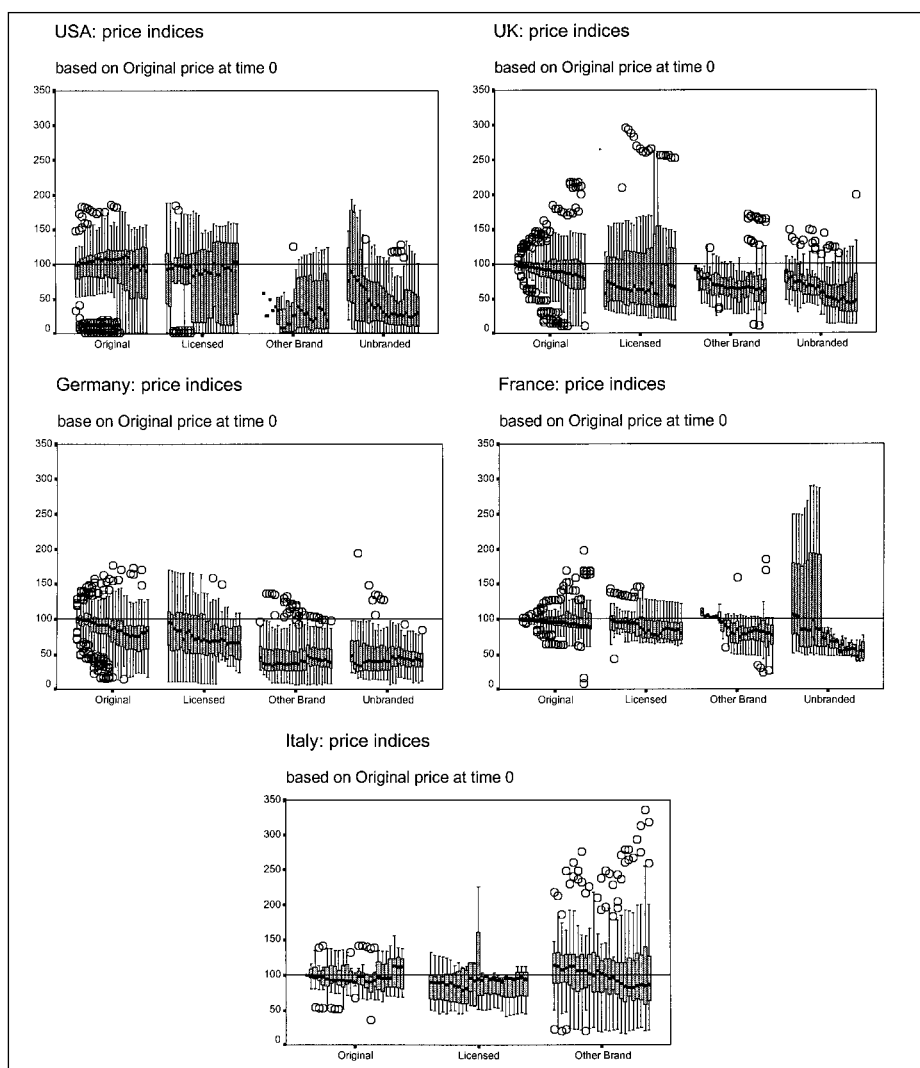 USA: price indices
based on Original price at time 0
350
300
250
200
150
100
50
0
Original Licensed Other Brand Unbranded
UK: price indices
based on Original price at time 0
350
300
250
200
150
100
50
0
Original Licensed Other Brand Unbranded
Germany: price indices
base on Original price at time 0
350
300
250
200
150
100
50
0
Original Licensed Other Brand Unbranded
France: price indices
based on Original price at time 0
350
300
250
200
150
100
50
0
Original Licensed Other Brand Unbranded
Italy: price indices
based on Original price at time 0
350
300
250
200
150
100
50
0
Original Licensed Other Brand